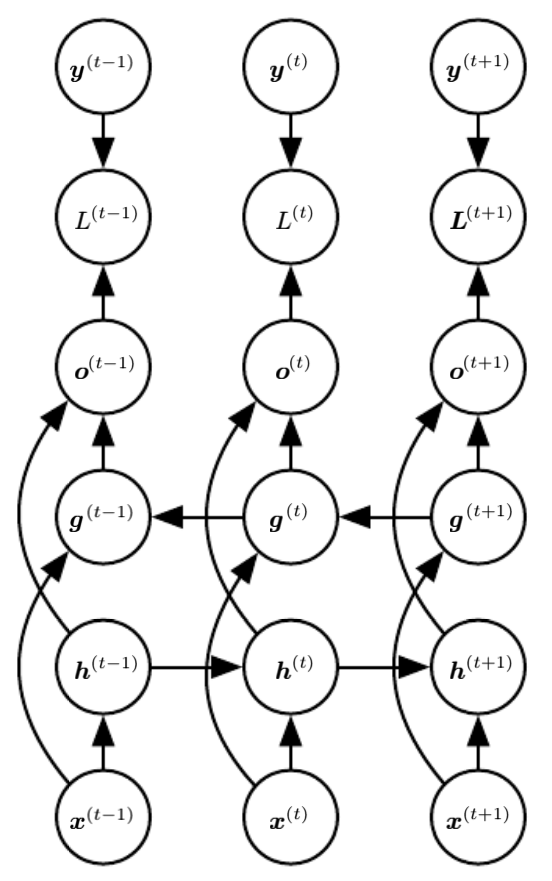 y^(t−1) y^(t) y^(t+1)
L^(t−1) L^(t) L^(t+1)
o^(t−1) o^(t) o^(t+1)
g^(t−1) g^(t) g^(t+1)
h^(t−1) h^(t) h^(t+1)
x^(t−1) x^(t) x^(t+1)